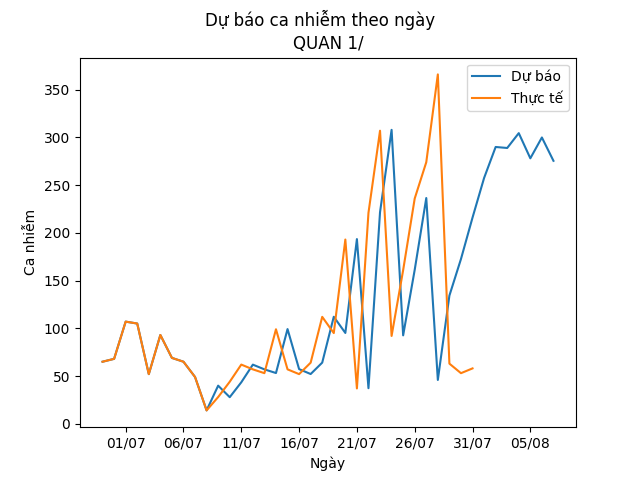 Dự báo ca nhiễm theo ngày
QUAN 1/
Ca nhiễm
350
300
250
200
150
100
50
0
Dự báo
Thực tế
01/07 06/07 11/07 16/07 21/07 26/07 31/07 05/08
Ngày